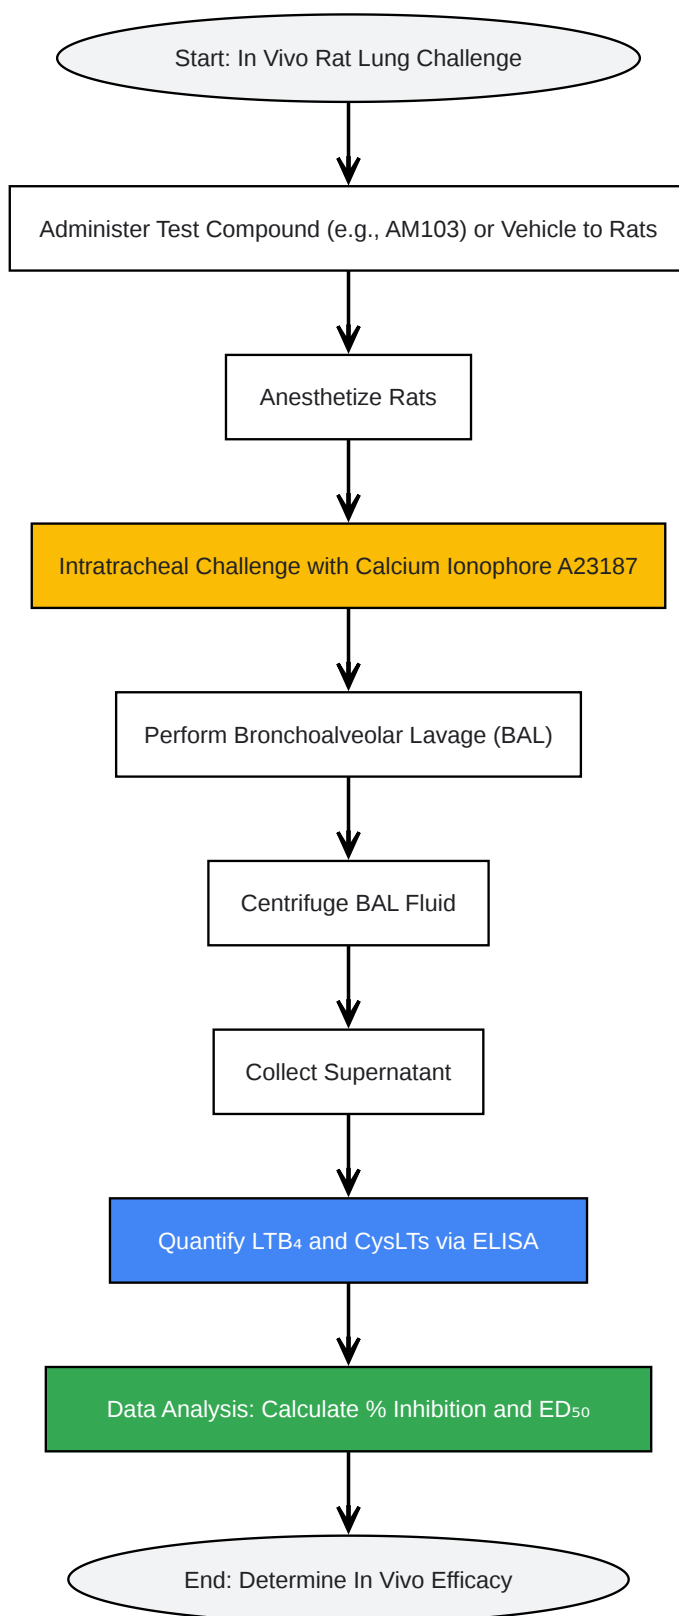 Start: In Vivo Rat Lung Challenge
Administer Test Compound (e.g., AM103) or Vehicle to Rats
Anesthetize Rats
Intratracheal Challenge with Calcium Ionophore A23187
Perform Bronchoalveolar Lavage (BAL)
Centrifuge BAL Fluid
Collect Supernatant
Quantify LTB₄ and CysLTs via ELISA
Data Analysis: Calculate % Inhibition and ED₅₀
End: Determine In Vivo Efficacy